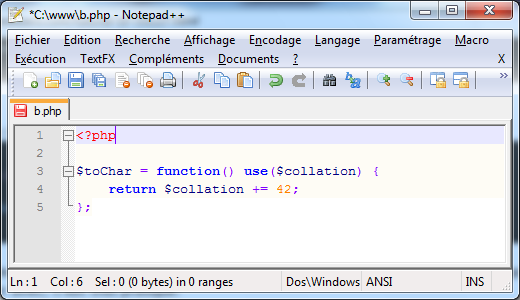 *C:\www\b.php - Notepad++
Fichier Edition Recherche Affichage Encodage Langage Paramétrage Macro
Exécution TextFX Compléments Documents ? X
b.php
1 <?php
2
3 $toChar = function() use($collation) {
4 return $collation += 42;
5 };
Ln : 1 Col : 6 Sel : 0 (0 bytes) in 0 ranges Dos\Windows ANSI INS